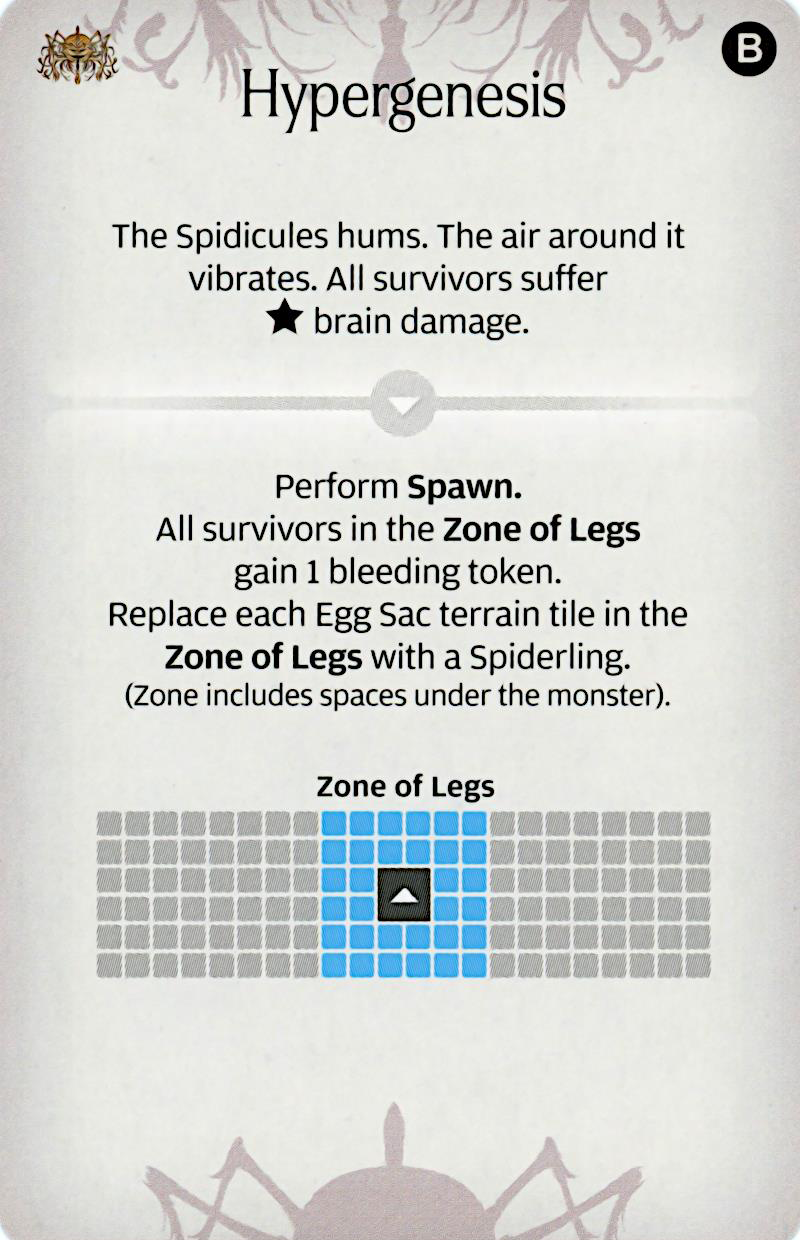 B
Hypergenesis
The Spidicules hums. The air around it
vibrates. All survivors suffer
★ brain damage.
Perform Spawn.
All survivors in the Zone of Legs
gain 1 bleeding token.
Replace each Egg Sac terrain tile in the
Zone of Legs with a Spiderling.
(Zone includes spaces under the monster).
Zone of Legs